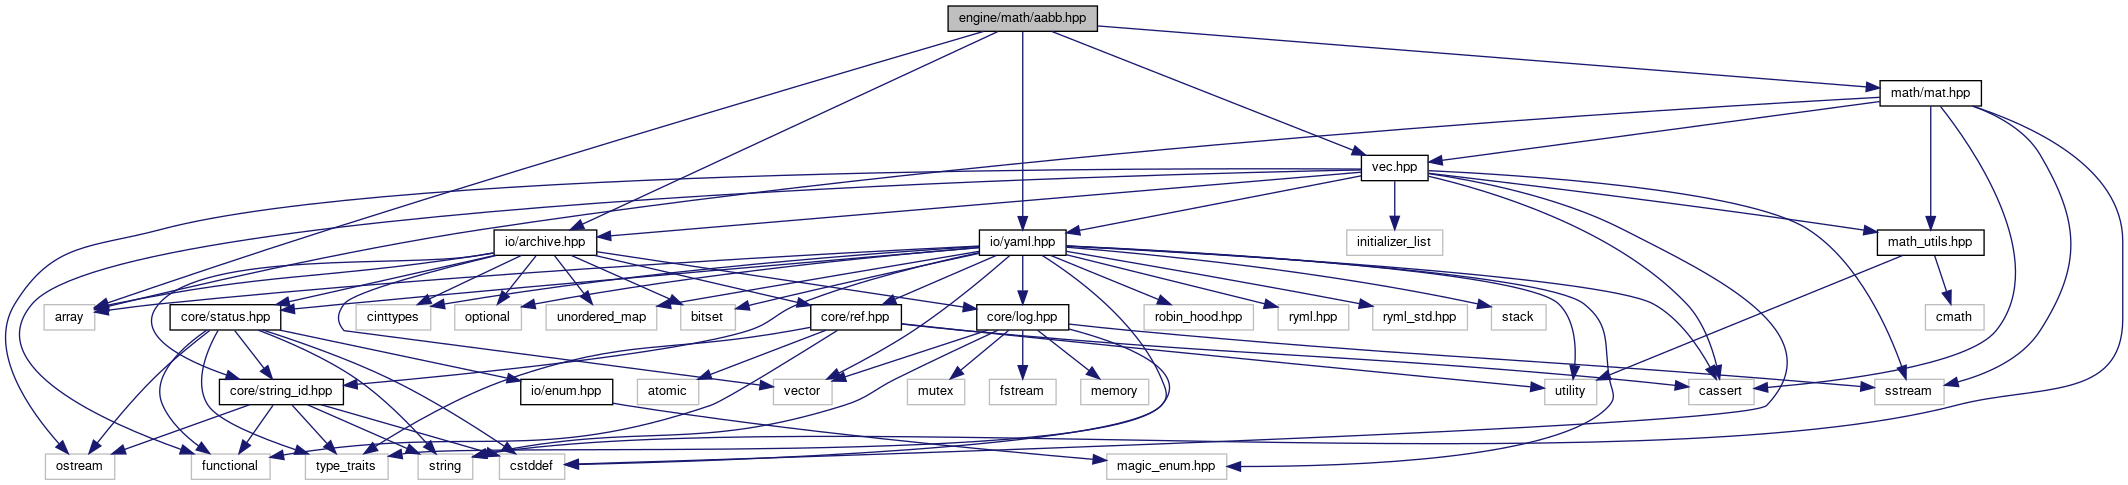 engine/math/aabb.hpp
math/mat.hpp
vec.hpp
io/archive.hpp
io/yaml.hpp
initializer_list
math_utils.hpp
array
core/status.hpp
cinttypes
optional
unordered_map
bitset
core/ref.hpp
core/log.hpp
robin_hood.hpp
ryml.hpp
ryml_std.hpp
stack
cmath
core/string_id.hpp
io/enum.hpp
atomic
vector
mutex
fstream
memory
utility
cassert
sstream
ostream
functional
type_traits
string
cstddef
magic_enum.hpp